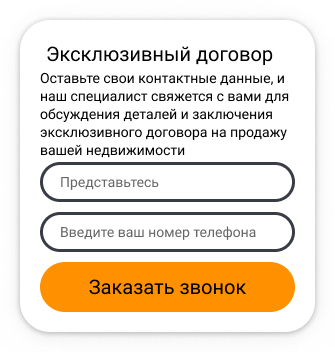 Эксклюзивный договор
Оставьте свои контактные данные, и
наш специалист свяжется с вами для
обсуждения деталей и заключения
эксклюзивного договора на продажу
вашей недвижимости
Представьтесь
Введите ваш номер телефона
Заказать звонок